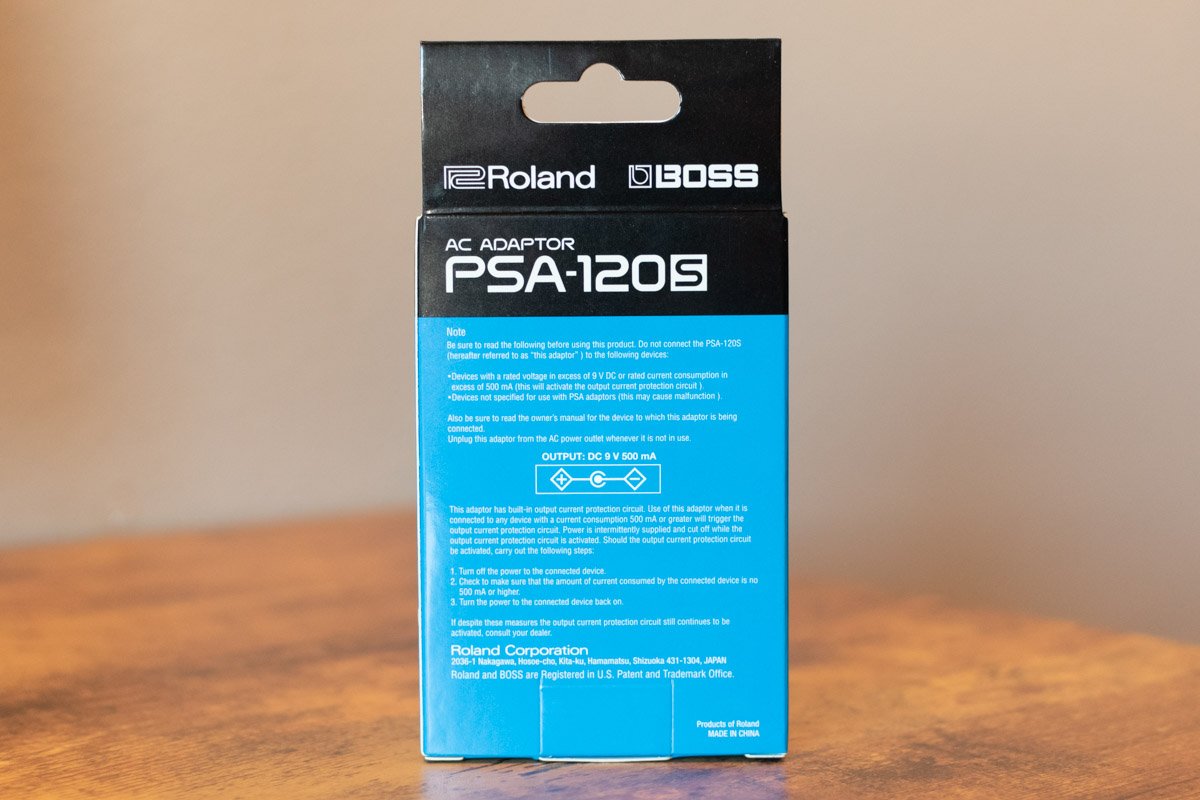 Roland BOSS
AC ADAPTOR
PSA-120S
Note
Be sure to read the following before using this product. Do not connect the PSA-120S
(hereafter referred to as “this adaptor” ) to the following devices:
•Devices with a rated voltage in excess of 9 V DC or rated current consumption in
excess of 500 mA (this will activate the output current protection circuit ).
•Devices not specified for use with PSA adaptors (this may cause malfunction ).
Also be sure to read the owner's manual for the device to which this adaptor is being
connected.
Unplug this adaptor from the AC power outlet whenever it is not in use.
OUTPUT: DC 9 V 500 mA
+ −
This adaptor has built-in output current protection circuit. Use of this adaptor when it is
connected to any device with a current consumption 500 mA or greater will trigger the
output current protection circuit. Power is intermittently supplied and cut off while the
output current protection circuit is activated. Should the output current protection circuit
be activated, carry out the following steps:
1. Turn off the power to the connected device.
2. Check to make sure that the amount of current consumed by the connected device is no
500 mA or higher.
3. Turn the power to the connected device back on.
If despite these measures the output current protection circuit still continues to be
activated, consult your dealer.
Roland Corporation
2036-1 Nakagawa, Hosoe-cho, Kita-ku, Hamamatsu, Shizuoka 431-1304, JAPAN
Roland and BOSS are Registered in U.S. Patent and Trademark Office.
Products of Roland
MADE IN CHINA